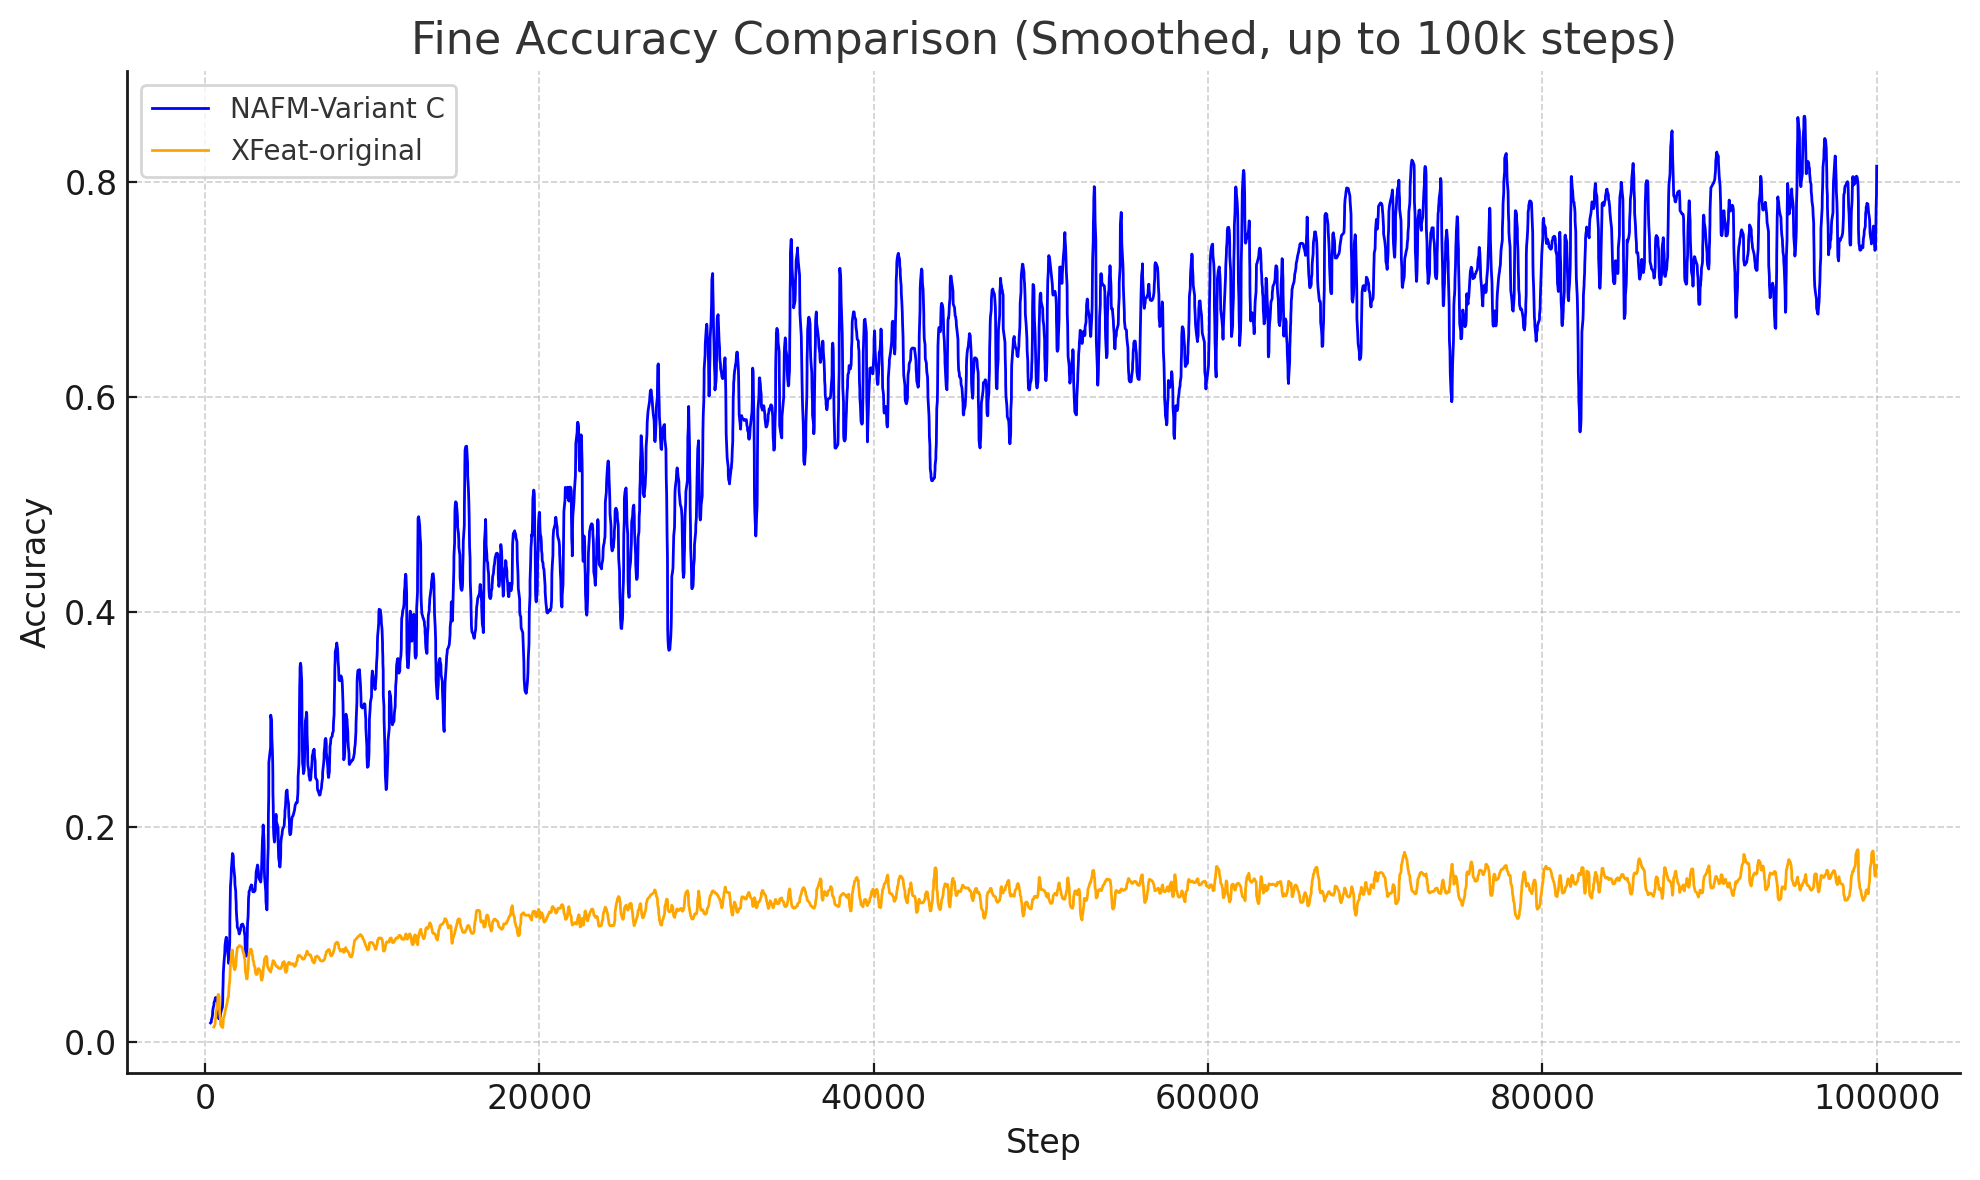 Fine Accuracy Comparison (Smoothed, up to 100k steps)
NAFM-Variant C
XFeat-original
Accuracy
0.8
0.6
0.4
0.2
0.0
0 20000 40000 60000 80000 100000
Step